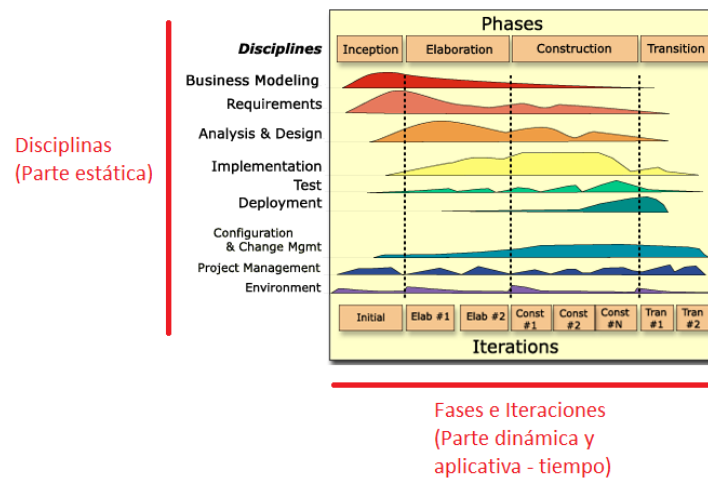 Phases
Disciplines
Inception
Elaboration
Construction
Transition
Business Modeling
Requirements
Analysis & Design
Implementation
Test
Deployment
Configuration
& Change Mgmt
Project Management
Environment
Initial
Elab #1
Elab #2
Const
#1
Const
#2
Const
#N
Tran
#1
Tran
#2
Iterations
Disciplinas
(Parte estática)
Fases e Iteraciones
(Parte dinámica y
aplicativa - tiempo)